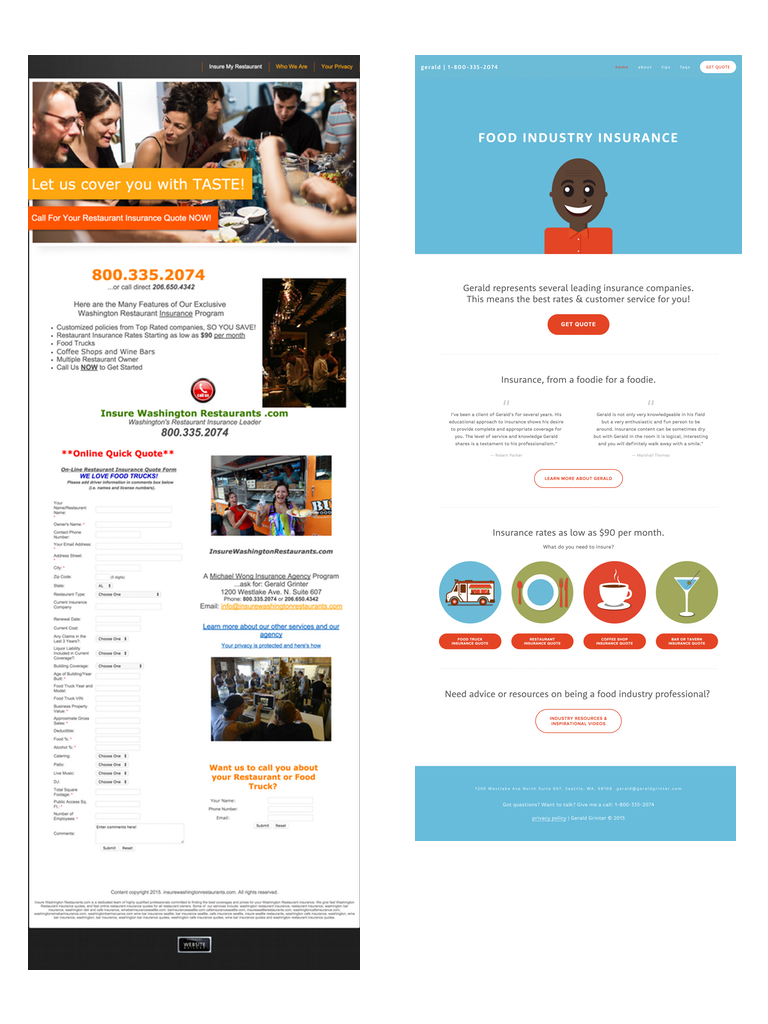 Insure My Restaurant
Who We Are
Your Privacy
Let us cover you with TASTE!
Call For Your Restaurant Insurance Quote NOW!
800.335.2074
...or call direct 206.650.4342
Here are the Many Features of Our Exclusive
Washington Restaurant Insurance Program
Customized policies from Top Rated companies, SO YOU SAVE!
Restaurant Insurance Rates Starting as low as $90 per month
Food Trucks
Coffee Shops and Wine Bars
Multiple Restaurant Owner
Call Us NOW to Get Started
call us
Insure Washington Restaurants .com
Washington's Restaurant Insurance Leader
800.335.2074
**Online Quick Quote**
On-Line Restaurant Insurance Quote Form
WE LOVE FOOD TRUCKS!
Please add driver information in comments box below
(i.e. names and license numbers).
Your
Name/Restaurant
Name:
*
Owner's Name: *
Contact Phone
Number:
Your Email Address:
*
Address Street:
*
City: *
Zip Code: (5 digits)
State: AL
Restaurant Type: Choose One
Current Insurance
Company
Renewal Date:
Current Cost:
Any Claims in the
Last 3 Years?: Choose One
Liquor Liability
Included in Current
Coverage?: Choose One
Building Coverage: Choose One
Age of Building/Year
Built: *
Food Truck Year and
Model:
Food Truck VIN:
Business Property
Value: *
Approximate Gross
Sales: *
Deductible:
Food %: *
Alcohol %: *
Catering: Choose One
Patio: Choose One
Live Music: Choose One
DJ: Choose One
Total Square
Footage: *
Public Access Sq.
Ft.: *
Number of
Employees: *
Comments: Enter comments here!
Submit Reset
InsureWashingtonRestaurants.com
A Michael Wong Insurance Agency Program
...ask for: Gerald Grinter
1200 Westlake Ave. N. Suite 607
Phone: 800.335.2074 or 206.650.4342
Email: info@insurewashingtonrestaurants.com
Learn more about our other services and our
agency
Your privacy is protected and here's how
Want us to call you about
your Restaurant or Food
Truck?
Your Name:
Phone Number
Email:
Submit Reset
Content copyright 2015. insurewashingtonrestaurants.com. All rights reserved.
WEBSITE
gerald | 1-800-335-2074
home
about
tips
faqs
GET QUOTE
FOOD INDUSTRY INSURANCE
Gerald represents several leading insurance companies.
This means the best rates & customer service for you!
GET QUOTE
Insurance, from a foodie for a foodie.
"
I've been a client of Gerald's for several years. His
educational approach to insurance shows his desire
to provide complete and appropriate coverage for
you. The level of service and knowledge Gerald
shares is a testament to his professionalism."
— Robert Parker
"
Gerald is not only very knowledgeable in his field
but a very enthusiastic and fun person to be
around. Insurance content can be sometimes dry
but with Gerald in the room it is logical, interesting
and you will definitely walk away with a smile."
— Marshall Thomas
LEARN MORE ABOUT GERALD
Insurance rates as low as $90 per month.
What do you need to insure?
FOOD TRUCK
INSURANCE QUOTE
RESTAURANT
INSURANCE QUOTE
COFFEE SHOP
INSURANCE QUOTE
BAR OR TAVERN
INSURANCE QUOTE
Need advice or resources on being a food industry professional?
INDUSTRY RESOURCES &
INSPIRATIONAL VIDEOS
1200 Westlake Ave North Suite 607, Seattle, WA, 98109 gerald@geraldgrinter.com
Got questions? Want to talk? Give me a call: 1-800-335-2074
privacy policy | Gerald Grinter © 2015